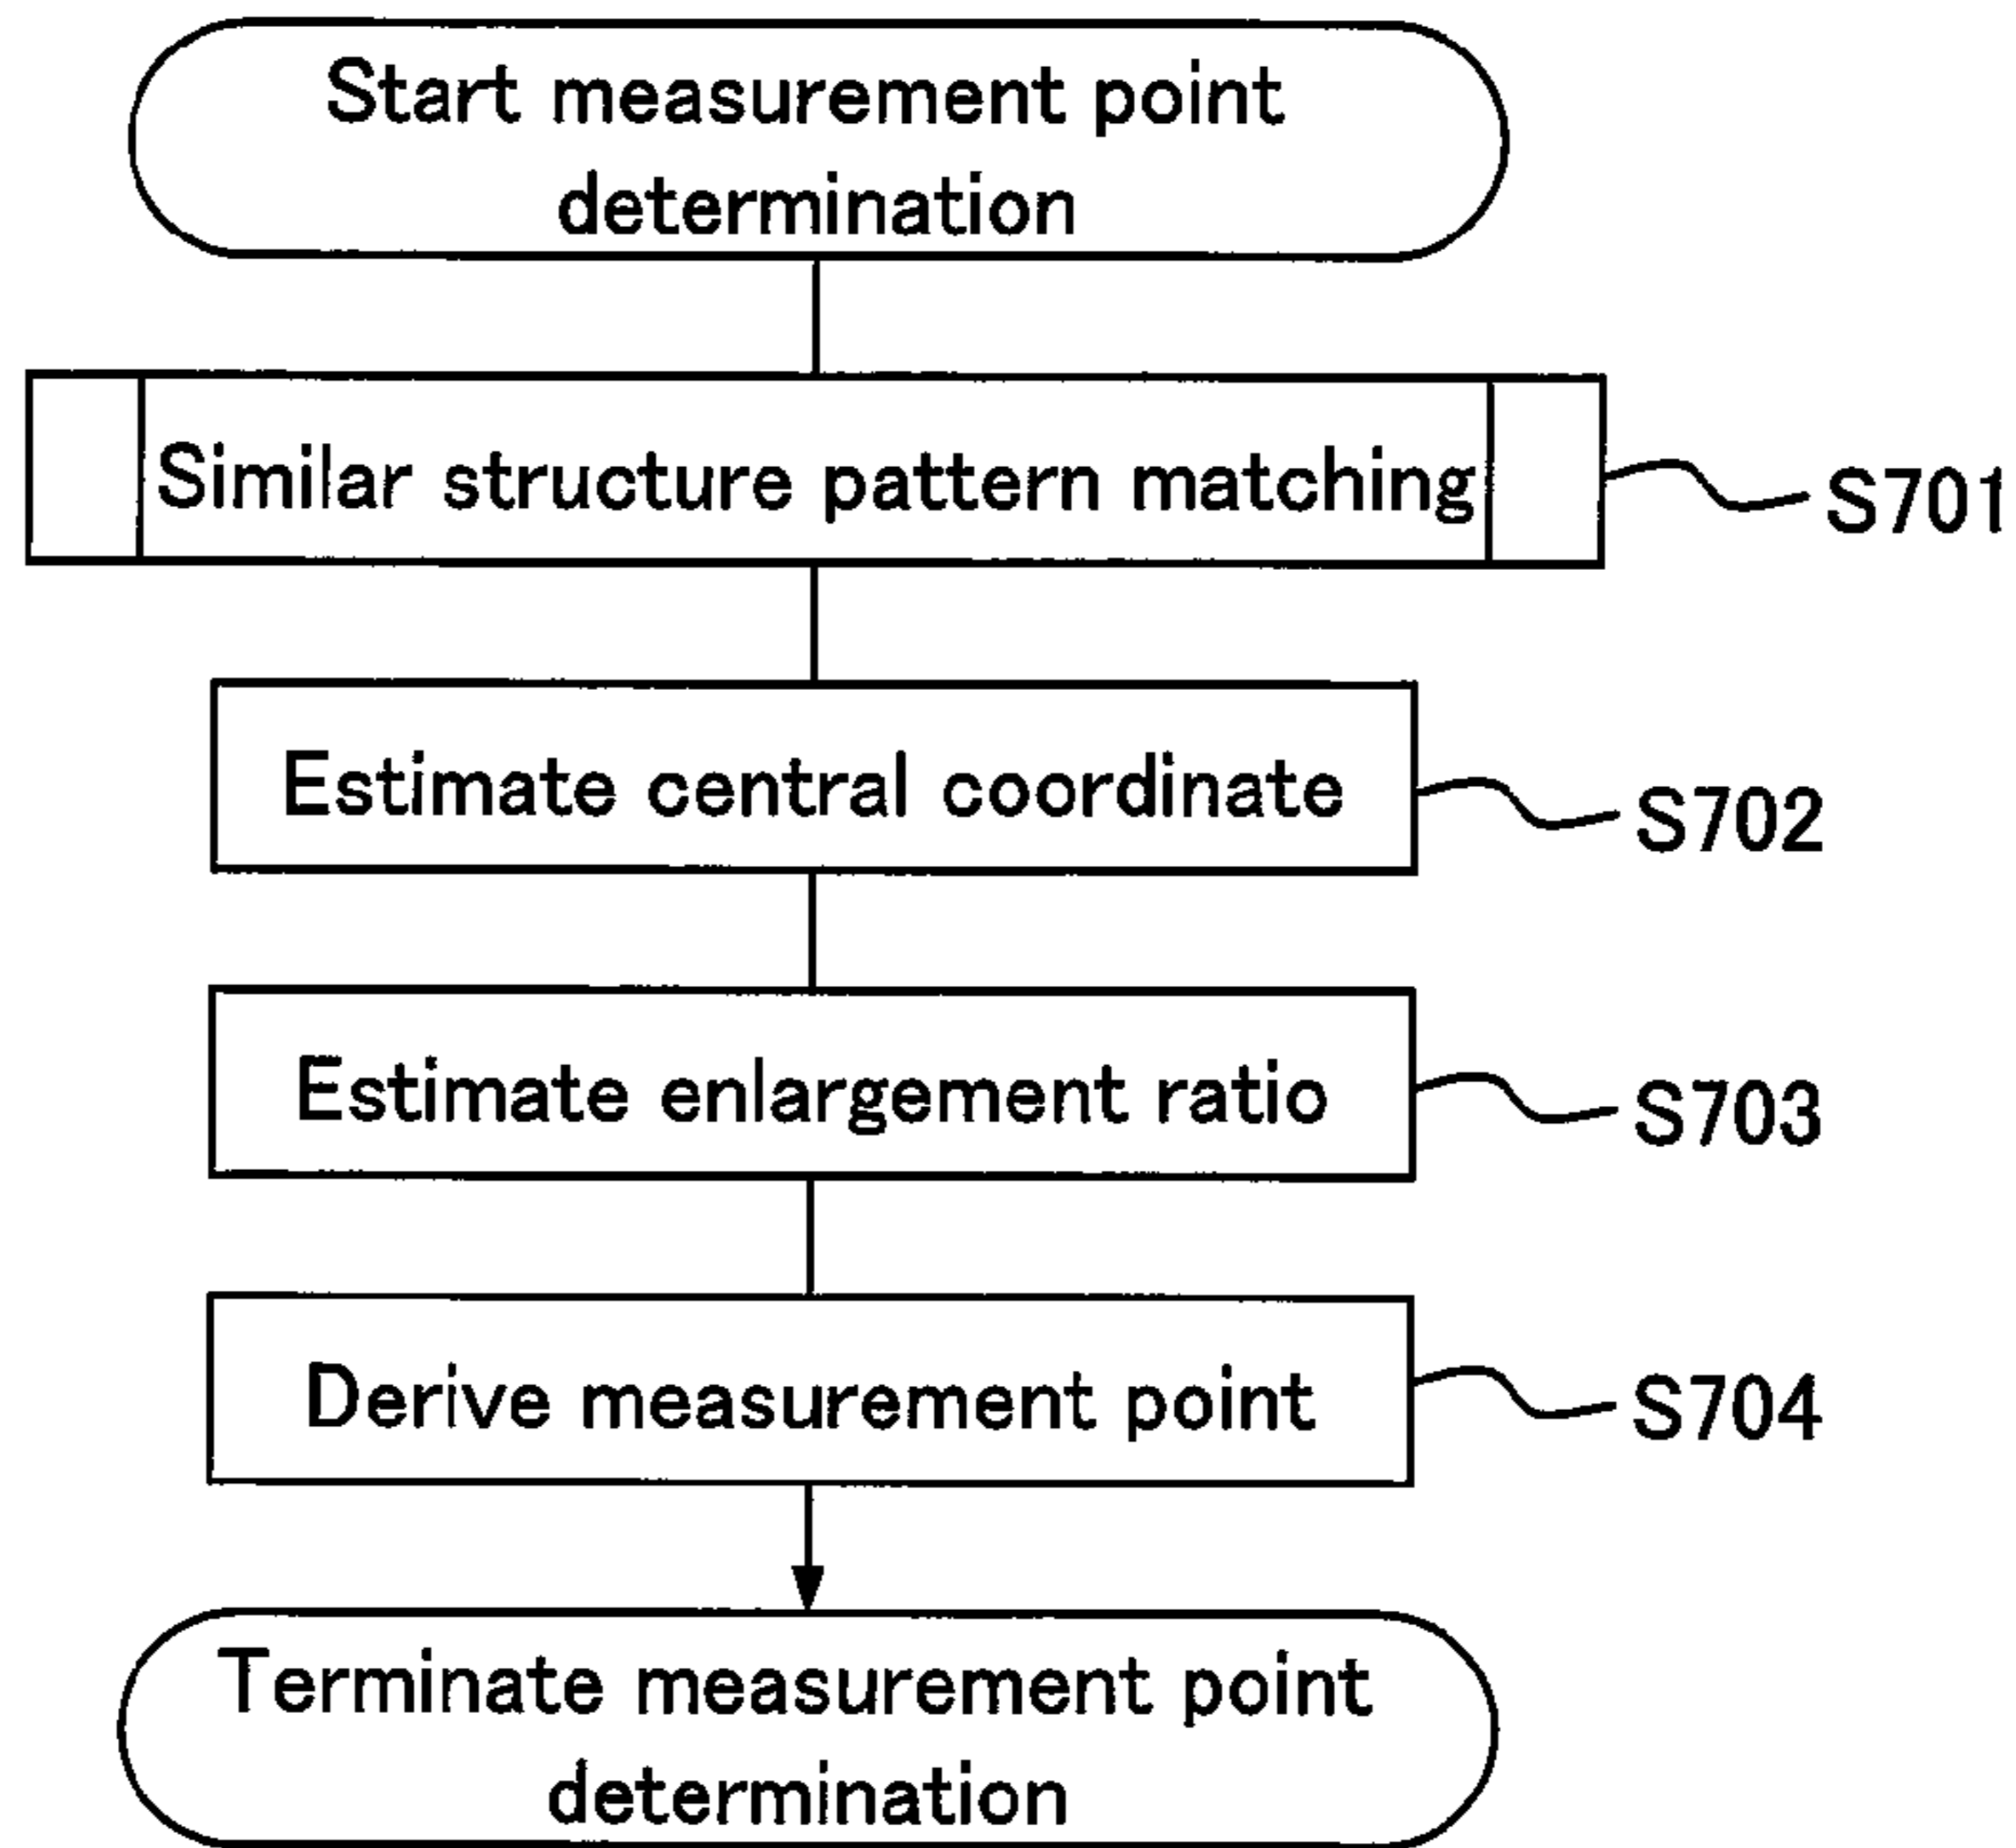 Start measurement point
determination
Similar structure pattern matching
S701
Estimate central coordinate
S702
Estimate enlargement ratio
S703
Derive measurement point
S704
Terminate measurement point
determination